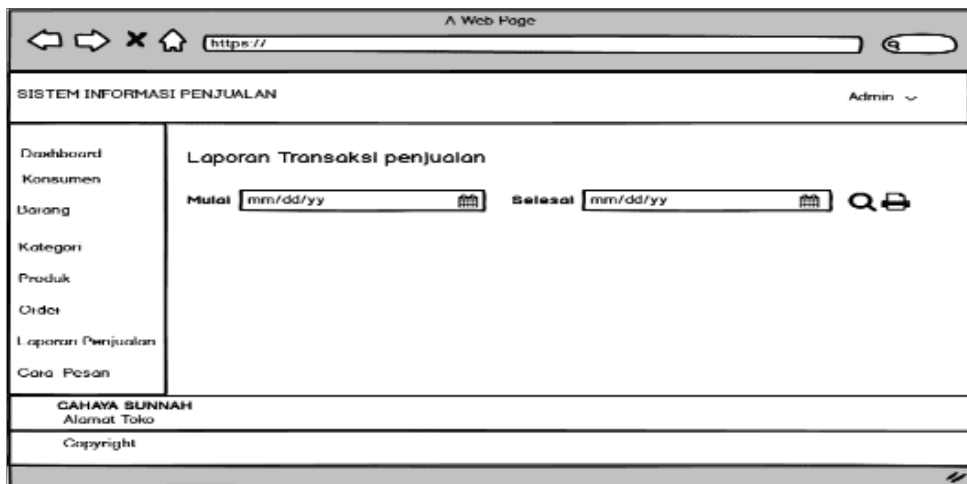 A Web Page
https://
SISTEM INFORMASI PENJUALAN
Admin
Dashboard
Konsumen
Barang
Kategori
Produk
Order
Laporan Penjualan
Cara Pesan
Laporan Transaksi penjualan
Mulai mm/dd/yy Selesai mm/dd/yy
CAHAYA SUNNAH
Alamat Toko
Copyright